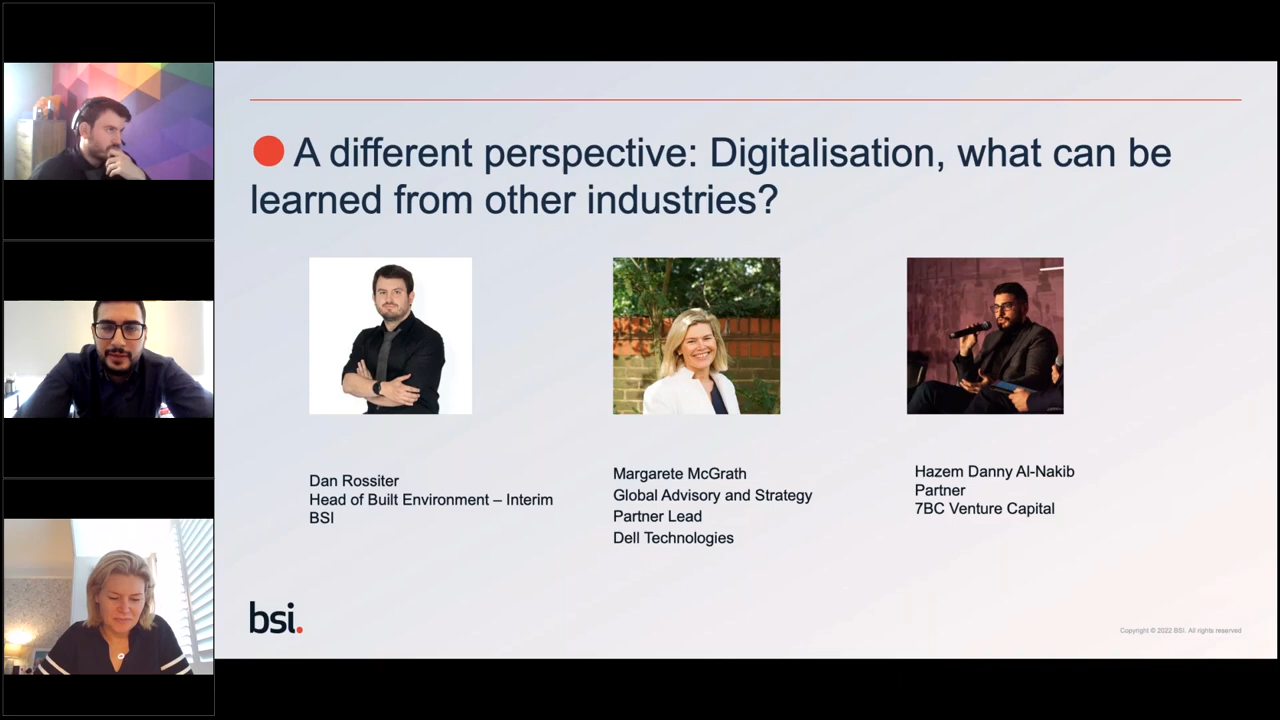 A different perspective: Digitalisation, what can be
learned from other industries?
Dan Rossiter
Head of Built Environment – Interim
BSI
Margarete McGrath
Global Advisory and Strategy
Partner Lead
Dell Technologies
Hazem Danny Al-Nakib
Partner
7BC Venture Capital
bsi.
Copyright © 2022 BSI. All rights reserved